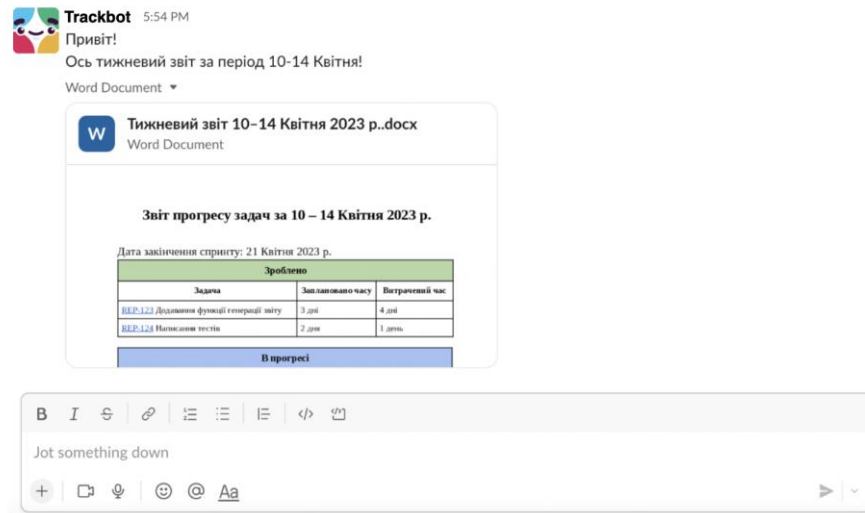 Trackbot 5:54 PM
Привіт!
Ось тижневий звіт за період 10-14 Квітня!
Word Document
W
Тижневий звіт 10–14 Квітня 2023 р..docx
Word Document
Звіт прогресу задач за 10 – 14 Квітня 2023 р.
Дата закінчення спринту: 21 Квітня 2023 р.
Зроблено
Задача Заплановано часу Витрачений час
REP-123 Додавання функції генерації звіту 3 дні 4 дні
REP-124 Написання тестів 2 дня 1 день
В прогресі
B I S
Jot something down
+ @ Aa